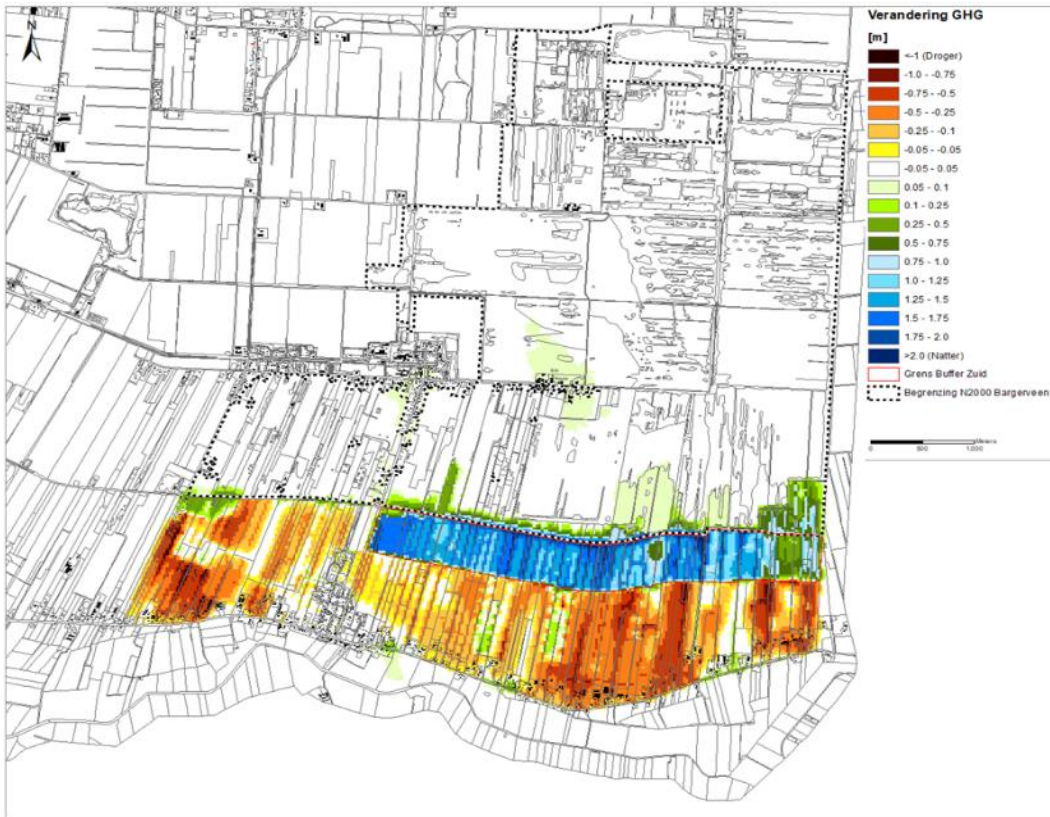 N
Verandering GHG
[m]
<-1 (Droger)
-1.0 - -0.75
-0.75 - -0.5
-0.5 - -0.25
-0.25 - -0.1
-0.05 - -0.05
-0.05 - 0.05
0.05 - 0.1
0.1 - 0.25
0.25 - 0.5
0.5 - 0.75
0.75 - 1.0
1.0 - 1.25
1.25 - 1.5
1.5 - 1.75
1.75 - 2.0
>2.0 (Natter)
Grens Buffer Zuid
Begrenzing N2000 Bargerveen
Meters
0 500 1.000